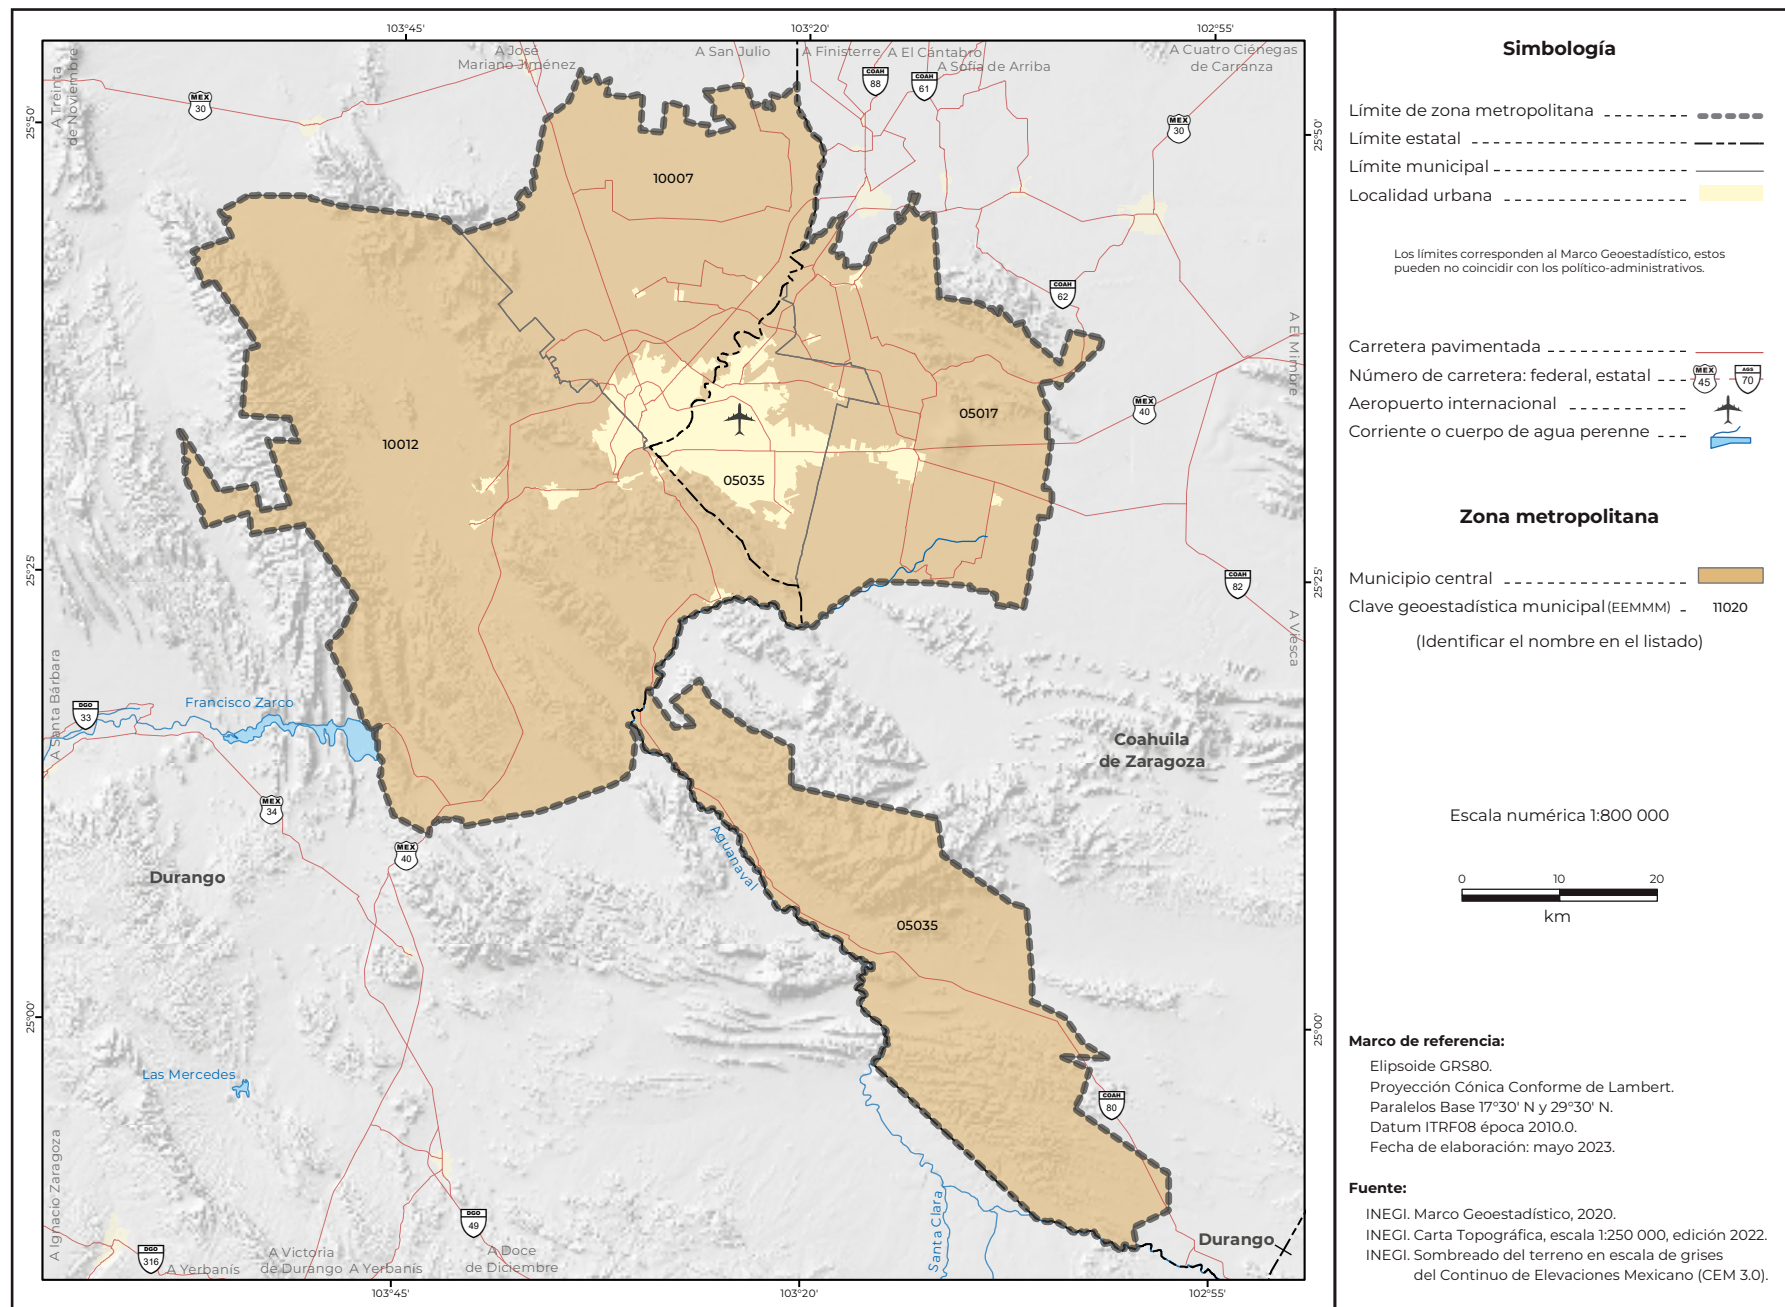 103°45'
103°20'
102°55'
A José
Mariano Jiménez
A San Julio
A Finisterre
A El Cántabro
A Sofía de Arriba
A Cuatro Ciénegas
de Carranza
A Treinta
de Noviembre
MEX
30
COAH
88
COAH
61
MEX
30
25°50'
25°50'
10007
COAH
62
A El Mimbre
MEX
40
10012
05017
05035
25°25'
25°25'
COAH
82
A Viesca
A Santa Bárbara
DGO
33
Francisco Zarco
Coahuila
de Zaragoza
MEX
34
MEX
40
Aguanaval
Durango
05035
25°00'
25°00'
Las Mercedes
COAH
80
A Ignacio Zaragoza
Santa Clara
DGO
49
DGO
316
A Yerbanís
A Victoria
de Durango
A Yerbanís
A Doce
de Diciembre
Durango
103°45'
103°20'
102°55'
Simbología
Límite de zona metropolitana
Límite estatal
Límite municipal
Localidad urbana
Los límites corresponden al Marco Geoestadístico, estos
pueden no coincidir con los político-administrativos.
Carretera pavimentada
Número de carretera: federal, estatal
MEX
45
AGS
70
Aeropuerto internacional
Corriente o cuerpo de agua perenne
Zona metropolitana
Municipio central
Clave geoestadística municipal (EEMMM) 11020
(Identificar el nombre en el listado)
Escala numérica 1:800 000
0 10 20
km
Marco de referencia:
Elipsoide GRS80.
Proyección Cónica Conforme de Lambert.
Paralelos Base 17°30' N y 29°30' N.
Datum ITRF08 época 2010.0.
Fecha de elaboración: mayo 2023.
Fuente:
INEGI. Marco Geoestadístico, 2020.
INEGI. Carta Topográfica, escala 1:250 000, edición 2022.
INEGI. Sombreado del terreno en escala de grises
del Continuo de Elevaciones Mexicano (CEM 3.0).